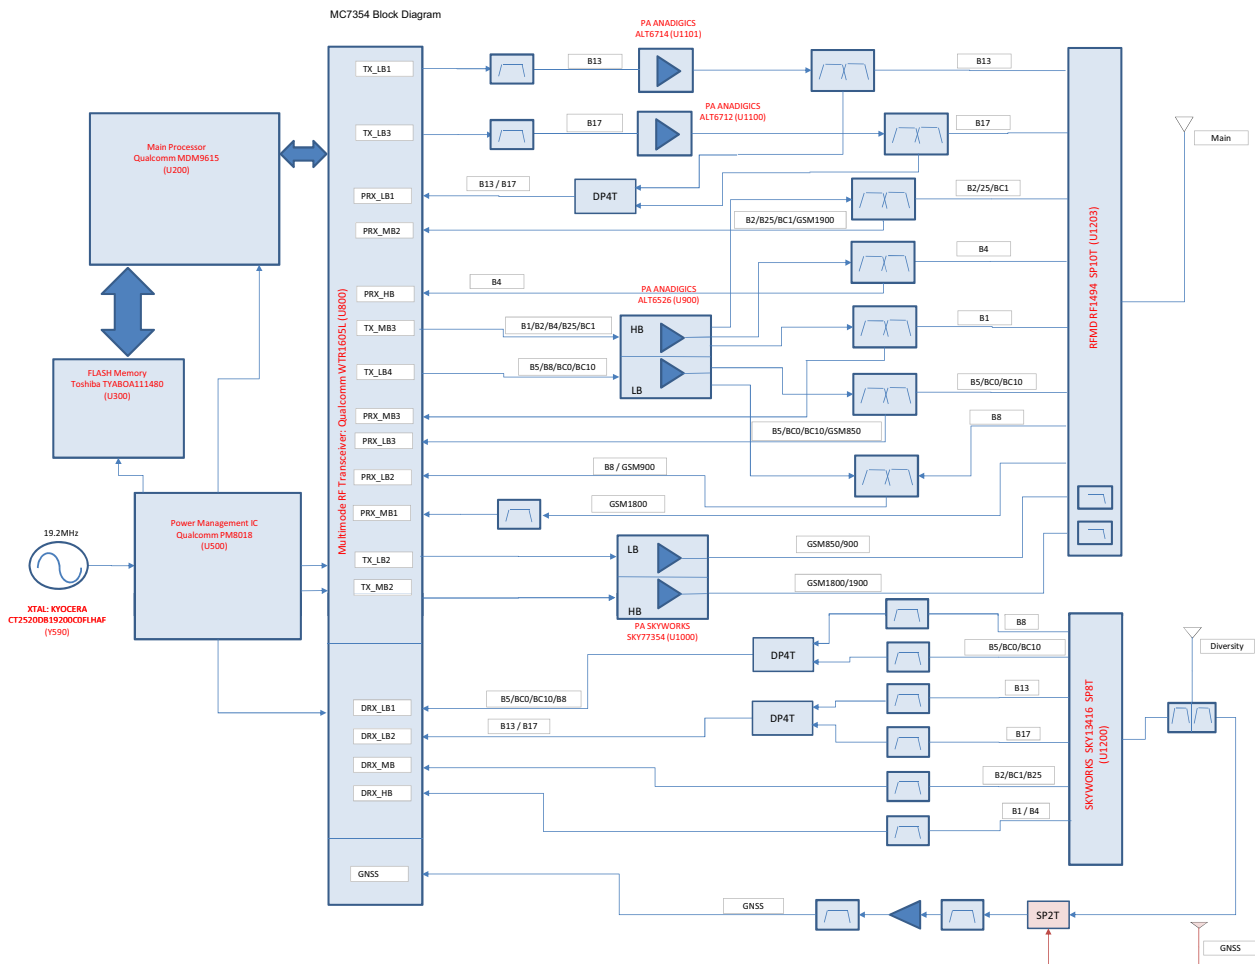 MC7354 Block Diagram
PA ANADIGICS
ALT6714 (U1101)
TX_LB1
B13
B13
PA ANADIGICS
ALT6712 (U1100)
TX_LB3
B17
B17
Main
Main Processor
Qualcomm MDM9615
(U200)
PRX_LB1
B13 / B17
DP4T
B2/25/BC1
B2/B25/BC1/GSM1900
PRX_MB2
B4
PRX_HB
B4
PA ANADIGICS
ALT6526 (U900)
Multimode RF Transceiver: Qualcomm WTR1605L (U800)
RFMD RF1494 SP10T (U1203)
TX_MB3
B1/B2/B4/B25/BC1
HB
B1
TX_LB4
B5/B8/BC0/BC10
LB
B5/BC0/BC10
FLASH Memory
Toshiba TYABOA111480
(U300)
PRX_MB3
B8
PRX_LB3
B5/BC0/BC10/GSM850
PRX_LB2
B8 / GSM900
PRX_MB1
GSM1800
Power Management IC
Qualcomm PM8018
(U500)
19.2MHz
XTAL: KYOCERA
CT2520DB19200C0FLHAF
(Y590)
TX_LB2
LB
GSM850/900
TX_MB2
HB
GSM1800/1900
PA SKYWORKS
SKY77354 (U1000)
B8
B5/BC0/BC10
Diversity
DP4T
B13
B5/BC0/BC10/B8
DRX_LB1
DP4T
B13 / B17
DRX_LB2
B17
SKYWORKS SKY13416 SP8T
(U1200)
DRX_MB
B2/BC1/B25
DRX_HB
B1 / B4
GNSS
GNSS
SP2T
GNSS